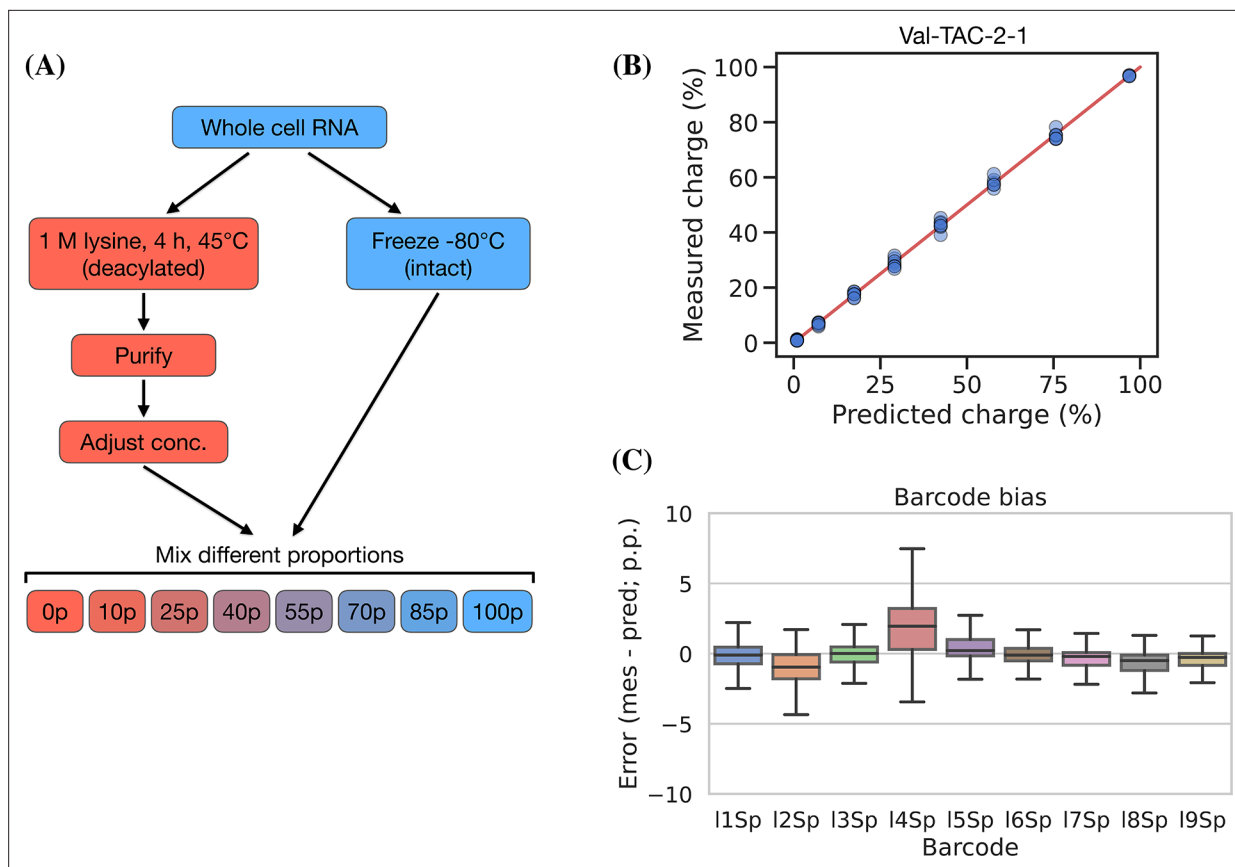 (A)
Whole cell RNA
1 M lysine, 4 h, 45°C
(deacylated)
Freeze -80°C
(intact)
Purify
Adjust conc.
Mix different proportions
0p 10p 25p 40p 55p 70p 85p 100p
(B)
Val-TAC-2-1
Measured charge (%)
100
80
60
40
20
0
0 25 50 75 100
Predicted charge (%)
(C)
Barcode bias
Error (mes - pred; p.p.)
10
5
0
−5
−10
l1Sp l2Sp l3Sp l4Sp l5Sp l6Sp l7Sp l8Sp l9Sp
Barcode